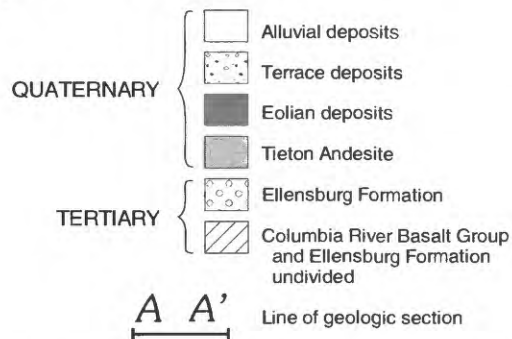 Alluvial deposits
Terrace deposits
QUATERNARY
Eolian deposits
Tieton Andesite
Ellensburg Formation
TERTIARY
Columbia River Basalt Group
and Ellensburg Formation
undivided
A A' Line of geologic section